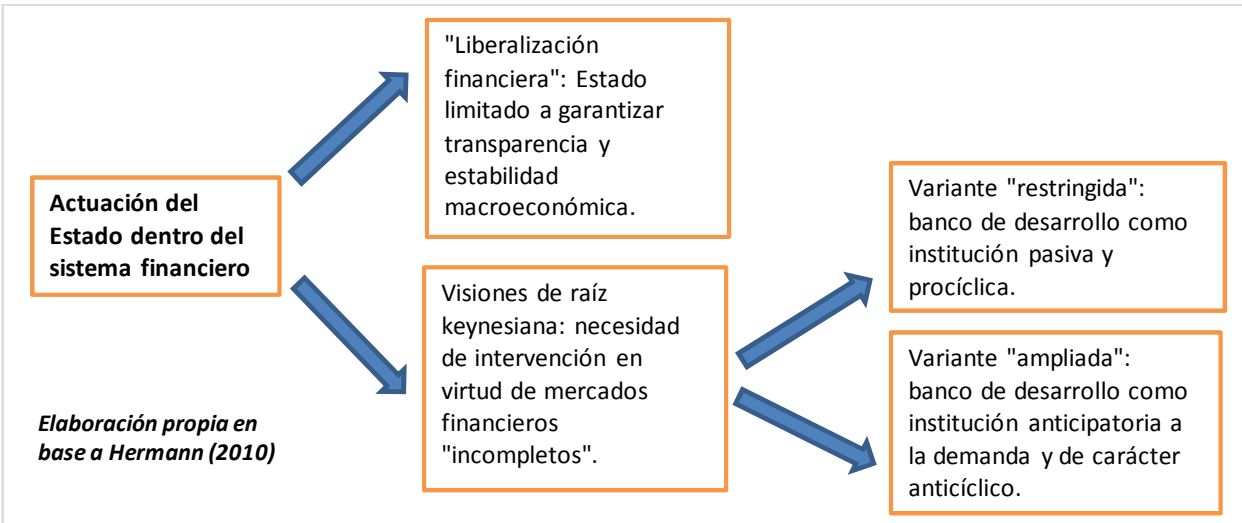 Actuación del
Estado dentro del
sistema financiero
"Liberalización
financiera": Estado
limitado a garantizar
transparencia y
estabilidad
macroeconómica.
Visiones de raíz
keynesiana: necesidad
de intervención en
virtud de mercados
financieros
"incompletos".
Variante "restringida":
banco de desarrollo como
institución pasiva y
procíclica.
Variante "ampliada":
banco de desarrollo como
institución anticipatoria a
la demanda y de carácter
anticíclico.
Elaboración propia en
base a Hermann (2010)